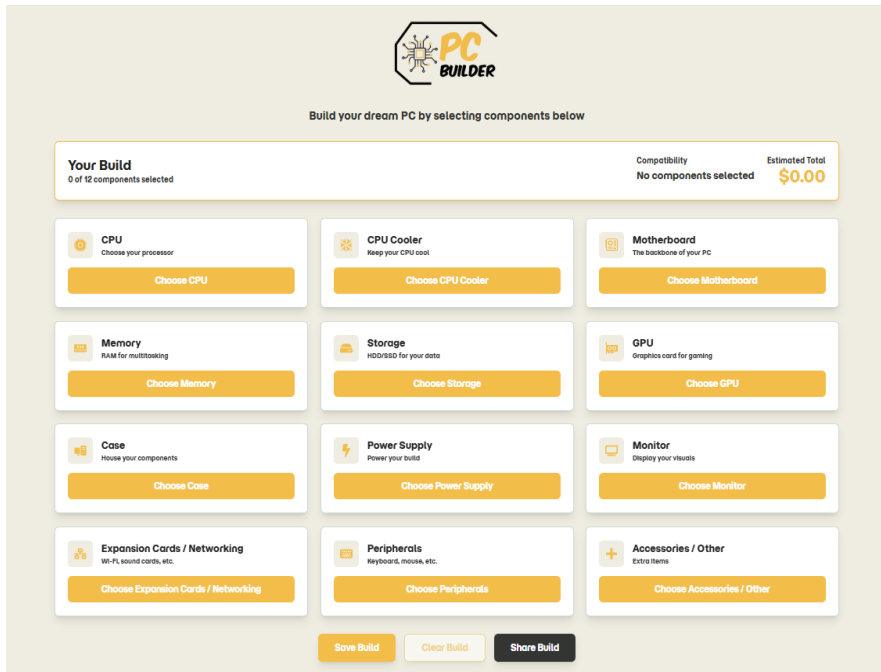 PC
BUILDER
Build your dream PC by selecting components below
Your Build
0 of 12 components selected
Compatibility
No components selected
Estimated Total
$0.00
CPU
Choose your processor
Choose CPU
CPU Cooler
Keep your CPU cool
Choose CPU Cooler
Motherboard
The backbone of your PC
Choose Motherboard
Memory
RAM for multitasking
Choose Memory
Storage
HDD/SSD for your data
Choose Storage
GPU
Graphics card for gaming
Choose GPU
Case
House your components
Choose Case
Power Supply
Power your build
Choose Power Supply
Monitor
Display your visuals
Choose Monitor
Expansion Cards / Networking
Wi-Fi, sound cards, etc.
Choose Expansion Cards / Networking
Peripherals
Keyboard, mouse, etc.
Choose Peripherals
Accessories / Other
Extra items
Choose Accessories / Other
Save Build
Clear Build
Share Build